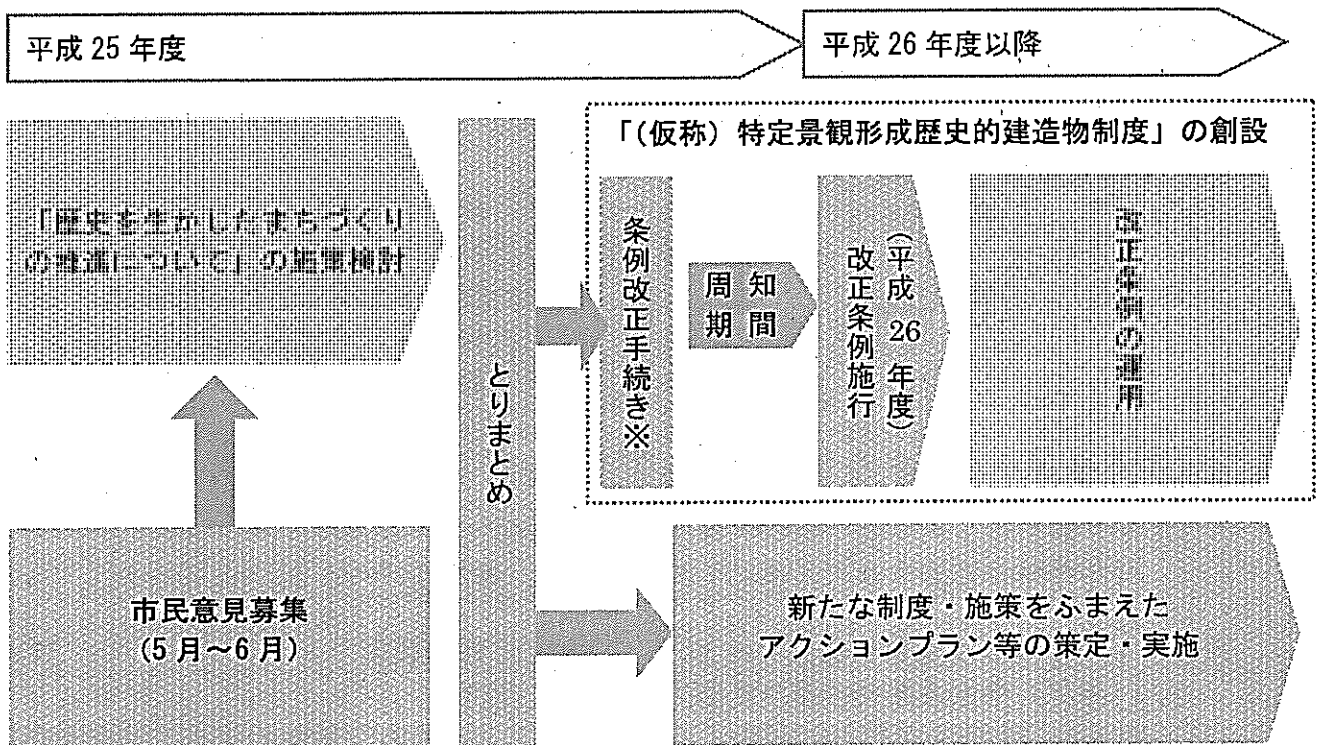 平成 25 年度
平成 26 年度以降
「(仮称) 特定景観形成歴史的建造物制度」の創設
「歴史を生かしたまちづくり
の推進について」の施策検討
条例改正手続き※
周 知
期 間
改正条例施行
(平成 26 年度)
改正条例の運用
とりまとめ
市民意見募集
(5 月~6 月)
新たな制度・施策をふまえた
アクションプラン等の策定・実施